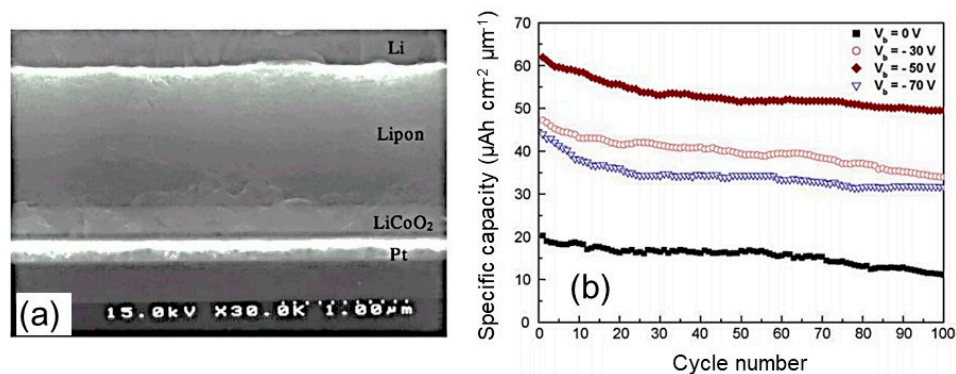 Li
Lipon
LiCoO₂
Pt
(a)
15.0kV X30.0K 1.00μm
Specific capacity (μAh cm⁻² μm⁻¹)
70
60
50
40
30
20
10
0
0 10 20 30 40 50 60 70 80 90 100
Cycle number
V_b = 0 V
V_b = - 30 V
V_b = - 50 V
V_b = - 70 V
(b)